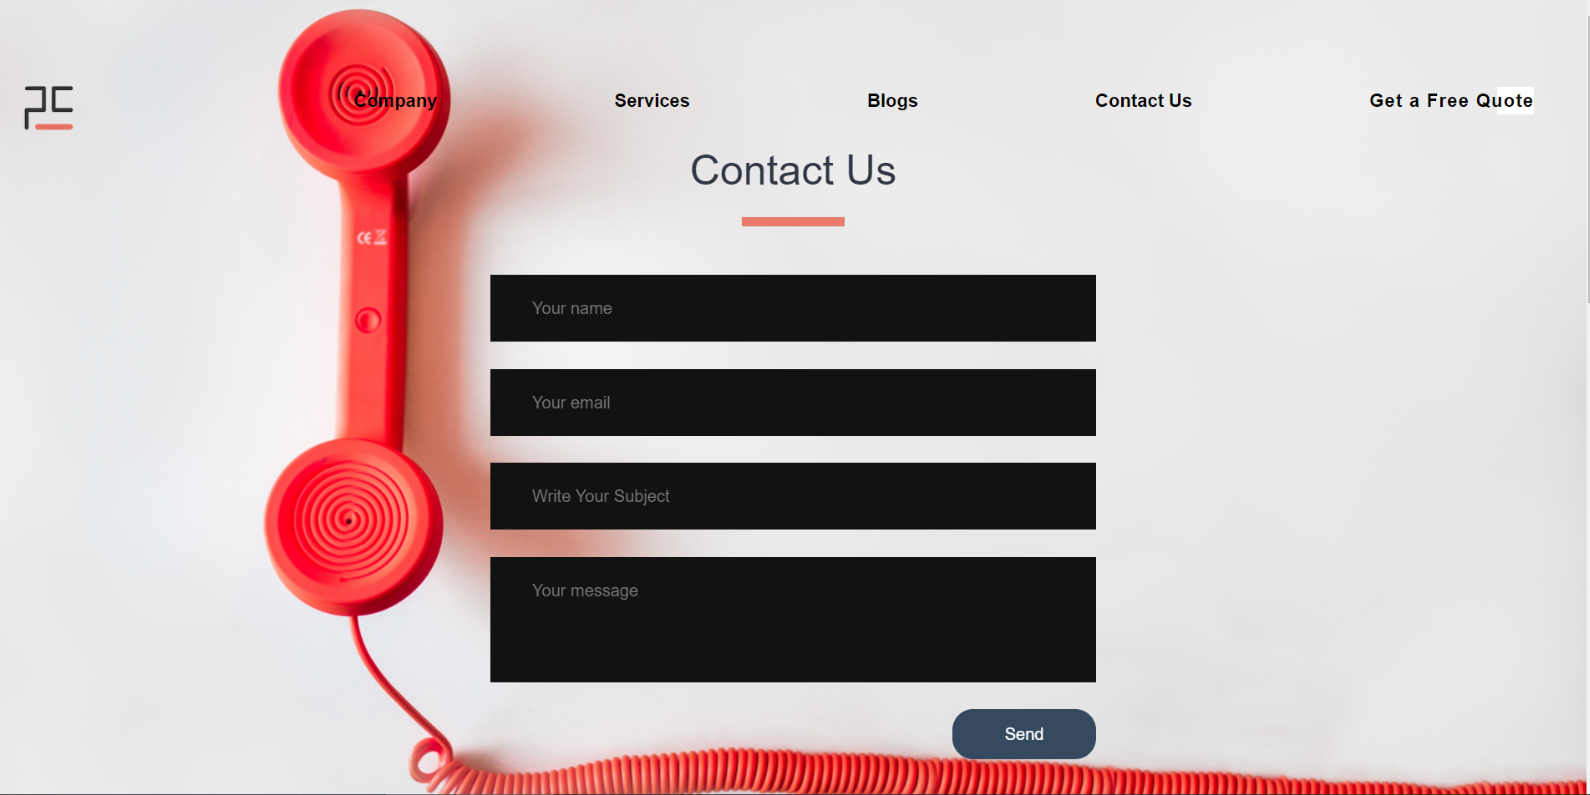 Company Services Blogs Contact Us Get a Free Quote
Contact Us
Your name
Your email
Write Your Subject
Your message
Send